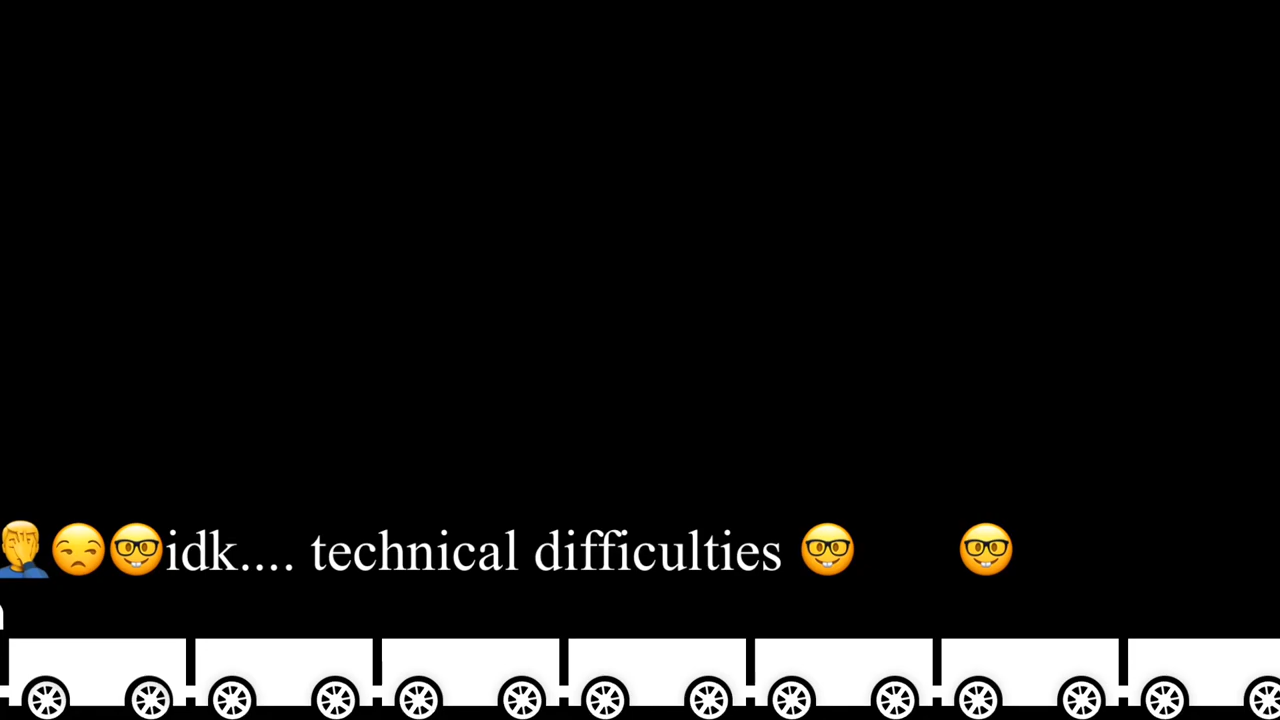 🤦‍♂️😒🤓idk.... technical difficulties 🤓 🤓